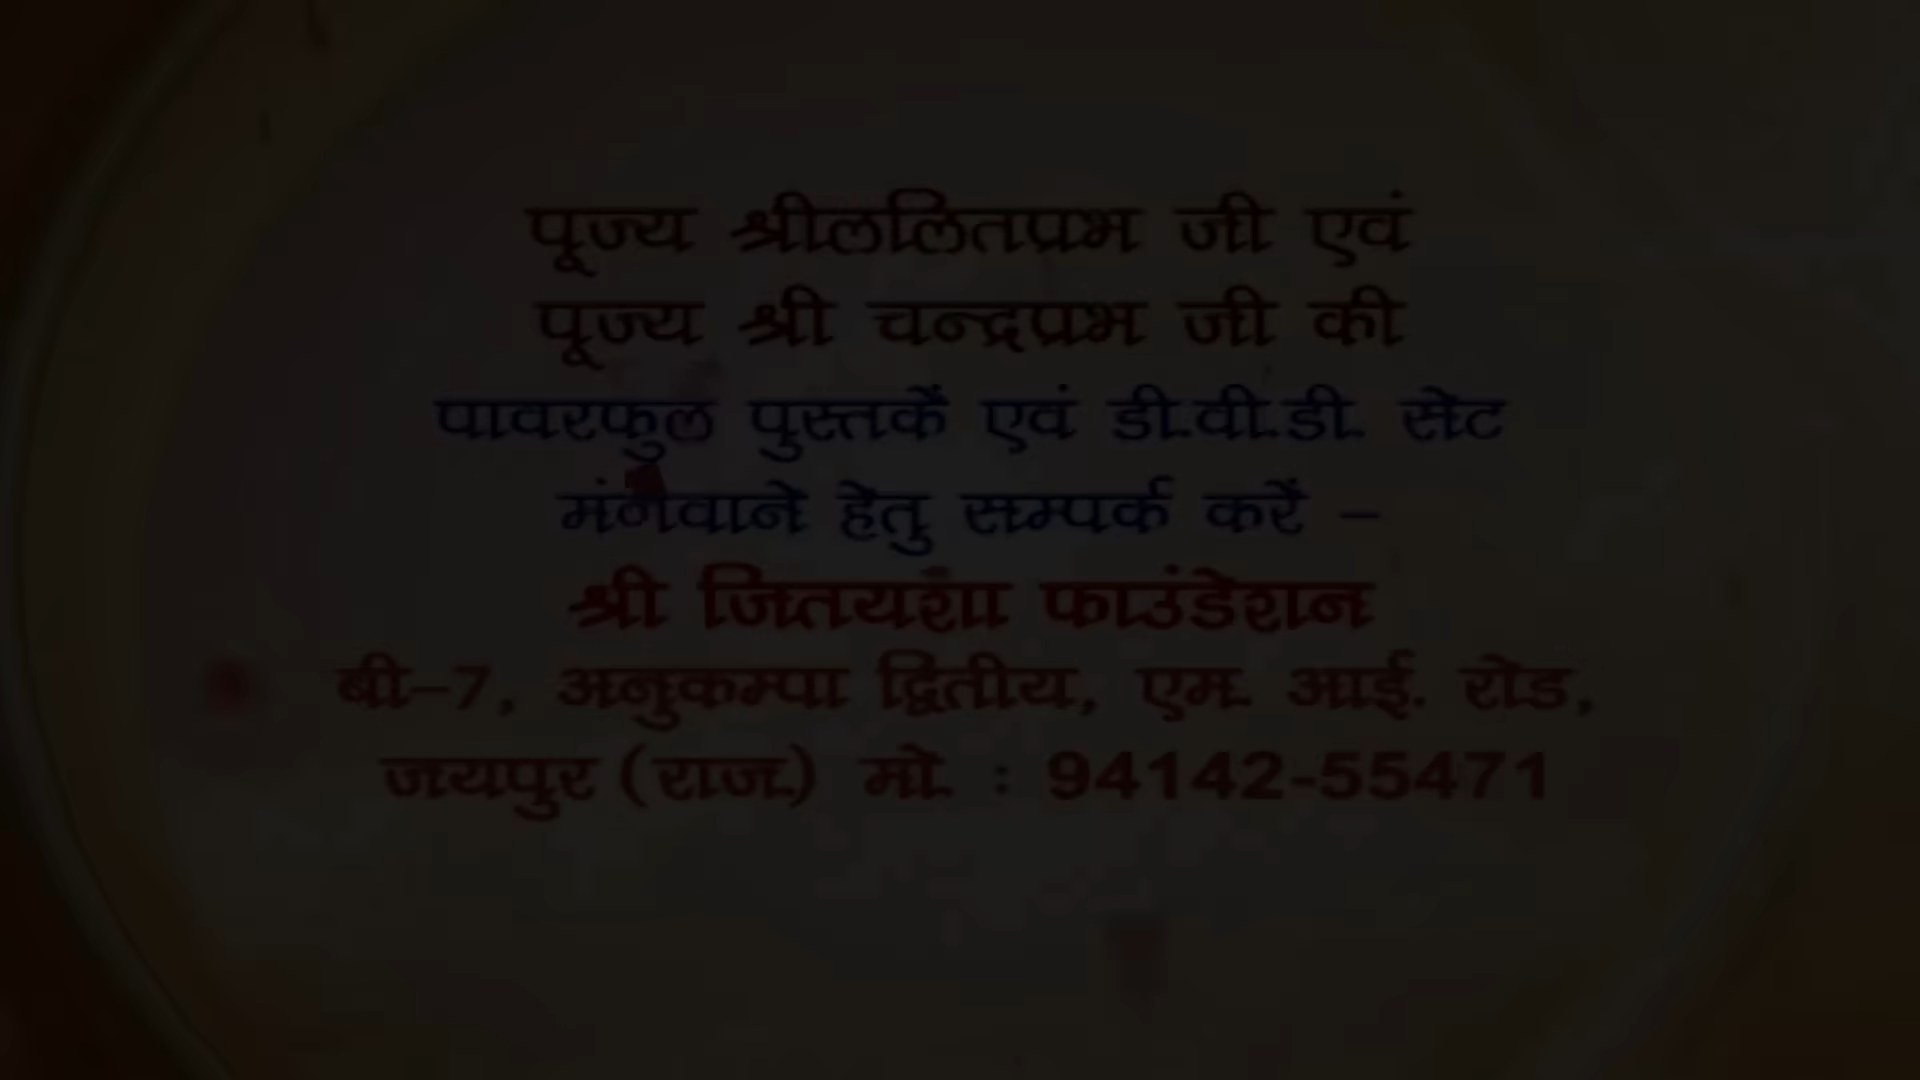 पूज्य श्रीललितप्रभ जी एवं
पूज्य श्री चन्द्रप्रभ जी की
पावरफुल पुस्तकें एवं डी.वी.डी. सेट
मंगवाने हेतु सम्पर्क करें –
श्री जितयशा फाउंडेशन
बी–7, अनुकम्पा द्वितीय, एम. आई. रोड,
जयपुर (राज.) मो. : 94142-55471